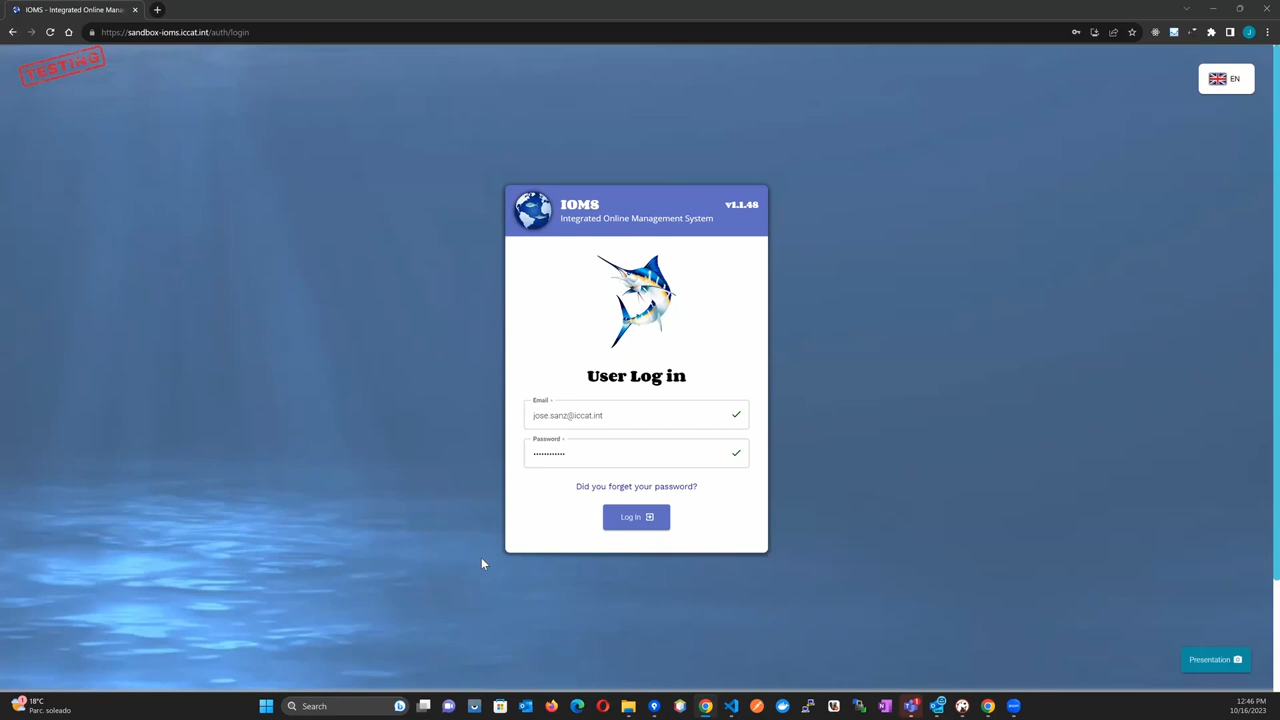 IOMS - Integrated Online Mana
https://sandbox-ioms.iccat.int/auth/login
J
TESTING
EN
IOMS
v1.1.48
Integrated Online Management System
User Log in
Email *
jose.sanz@iccat.int
Password *
••••••••••••
Did you forget your password?
Log In
Presentation
1
18°C
Parc. soleado
Search
12:46 PM
10/16/2023